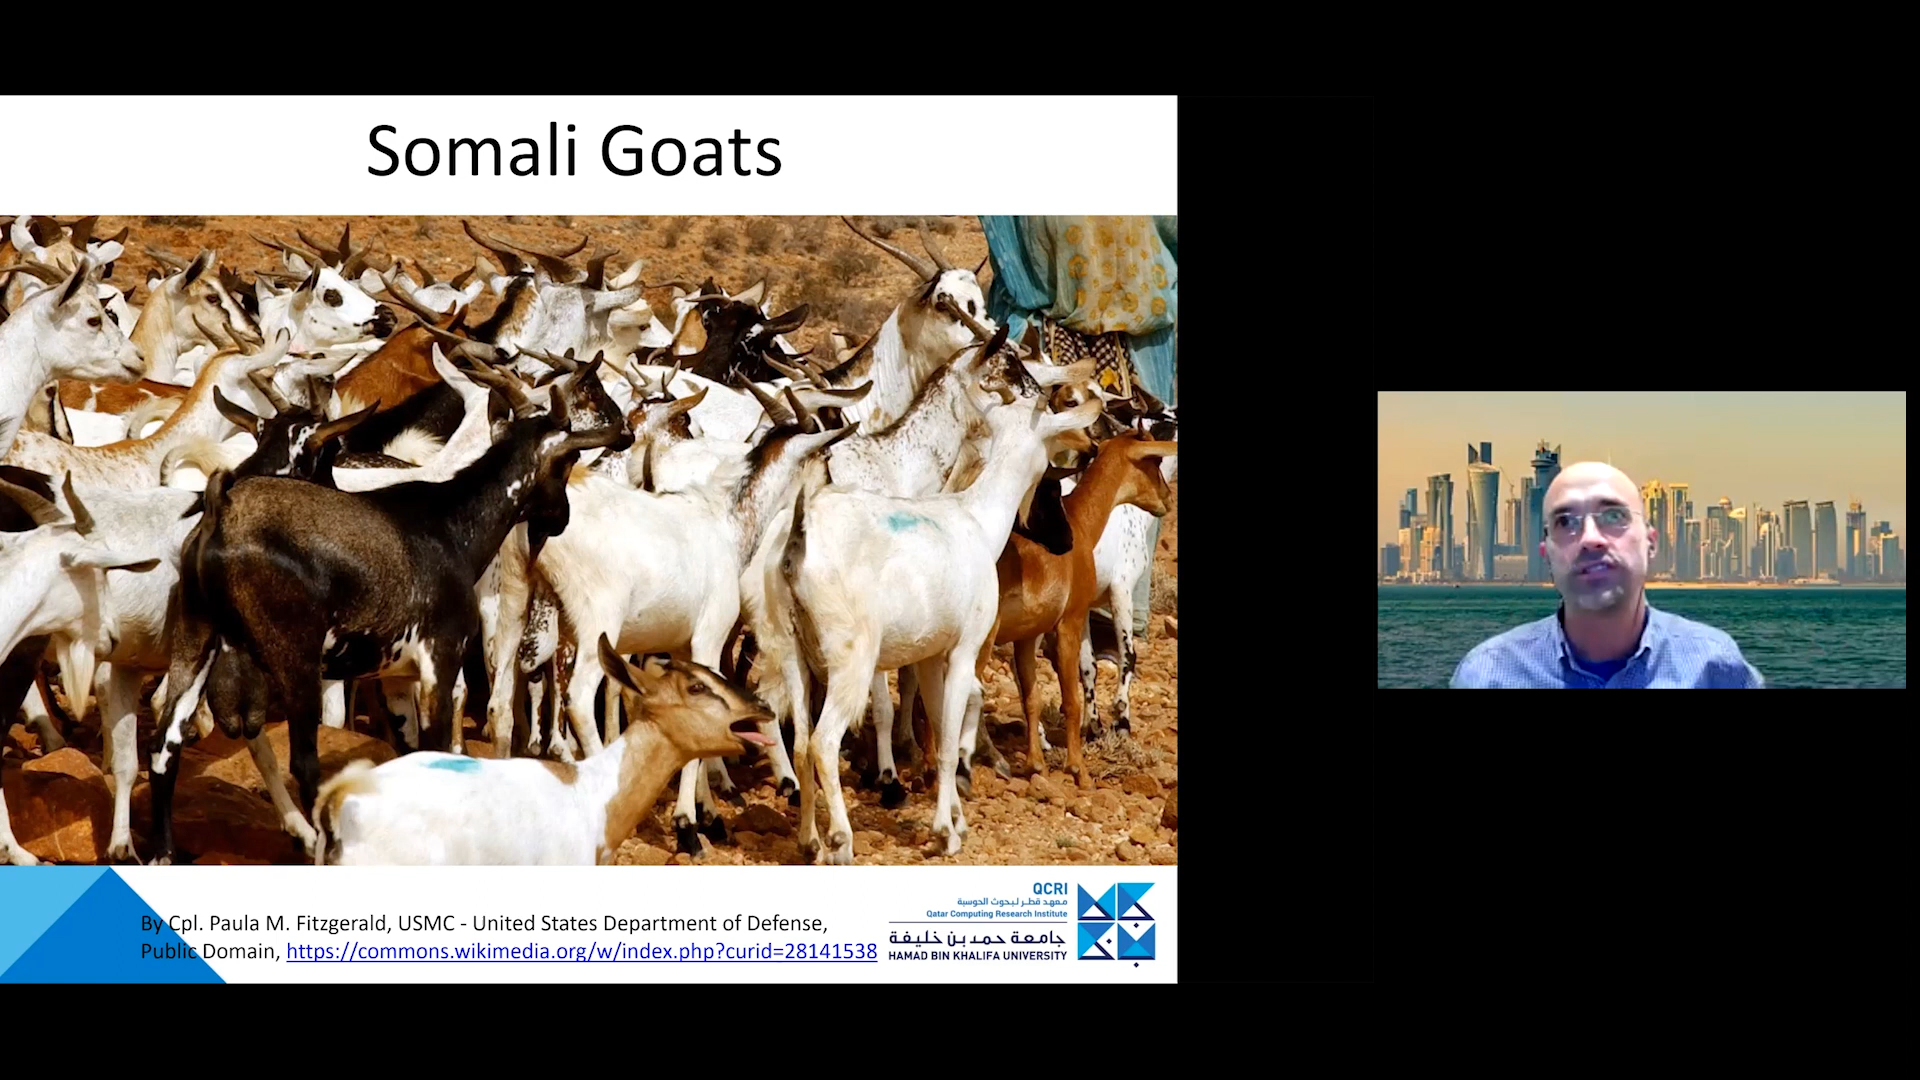 Somali Goats
By Cpl. Paula M. Fitzgerald, USMC - United States Department of Defense,
Public Domain, https://commons.wikimedia.org/w/index.php?curid=28141538
QCRI
معهد قطر لبحوث الحوسبة
Qatar Computing Research Institute
جامعة حمد بن خليفة
HAMAD BIN KHALIFA UNIVERSITY